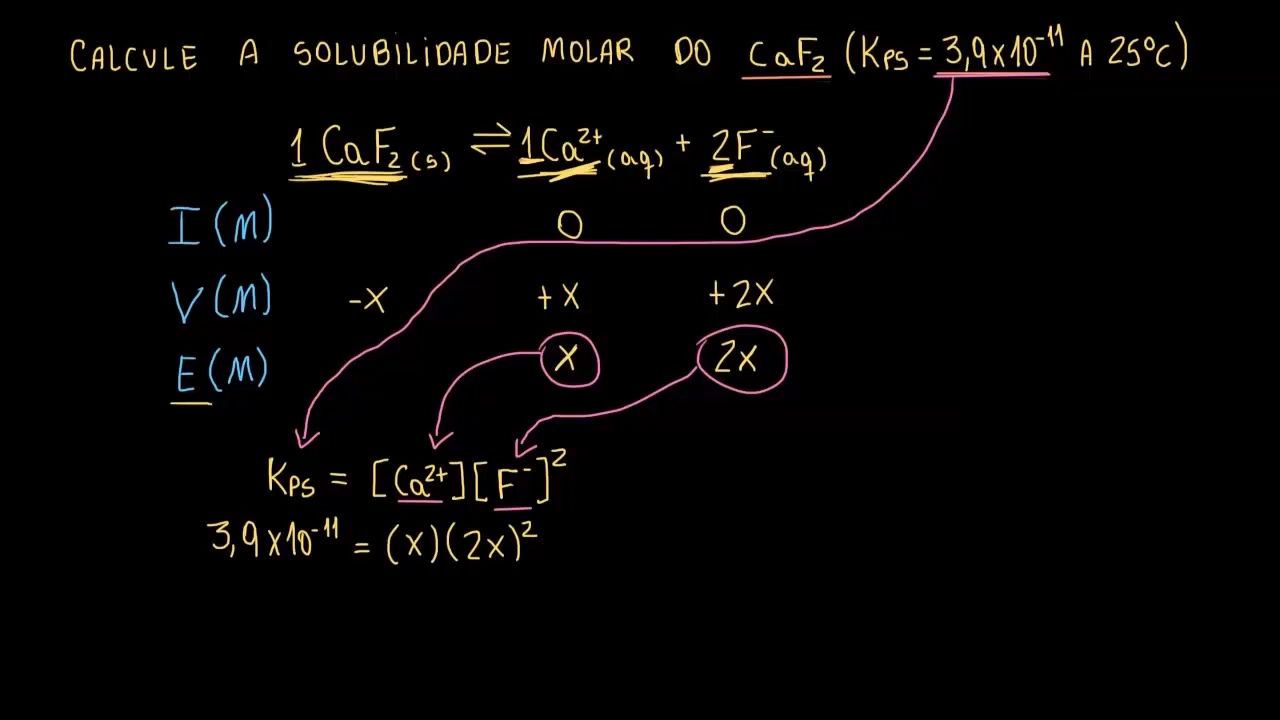 CALCULE A SOLUBILIDADE MOLAR DO CaF₂ (KPS = 3,9x10⁻¹¹ A 25°C)
1 CaF₂(s) ⇌ 1Ca²⁺(aq) + 2F⁻(aq)
I (M) 0 0
V (M) -X +X +2X
E (M) X 2X
KPS = [Ca²⁺][F⁻]²
3,9x10⁻¹¹ = (X)(2X)²